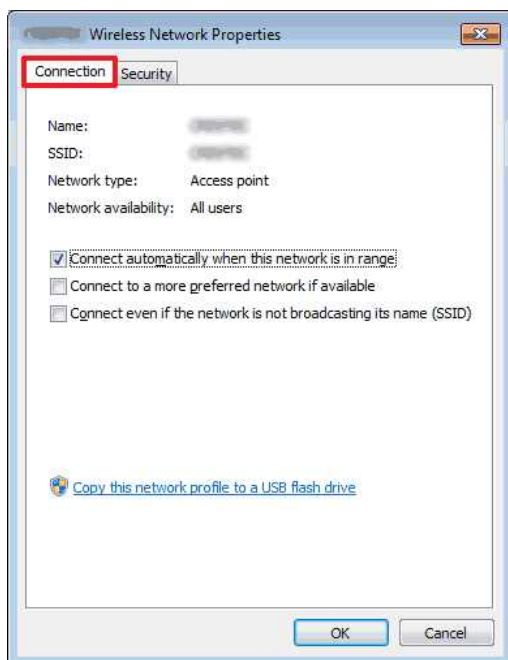 Wireless Network Properties
Connection Security
Name:
SSID:
Network type: Access point
Network availability: All users
Connect automatically when this network is in range
Connect to a more preferred network if available
Connect even if the network is not broadcasting its name (SSID)
Copy this network profile to a USB flash drive
OK Cancel